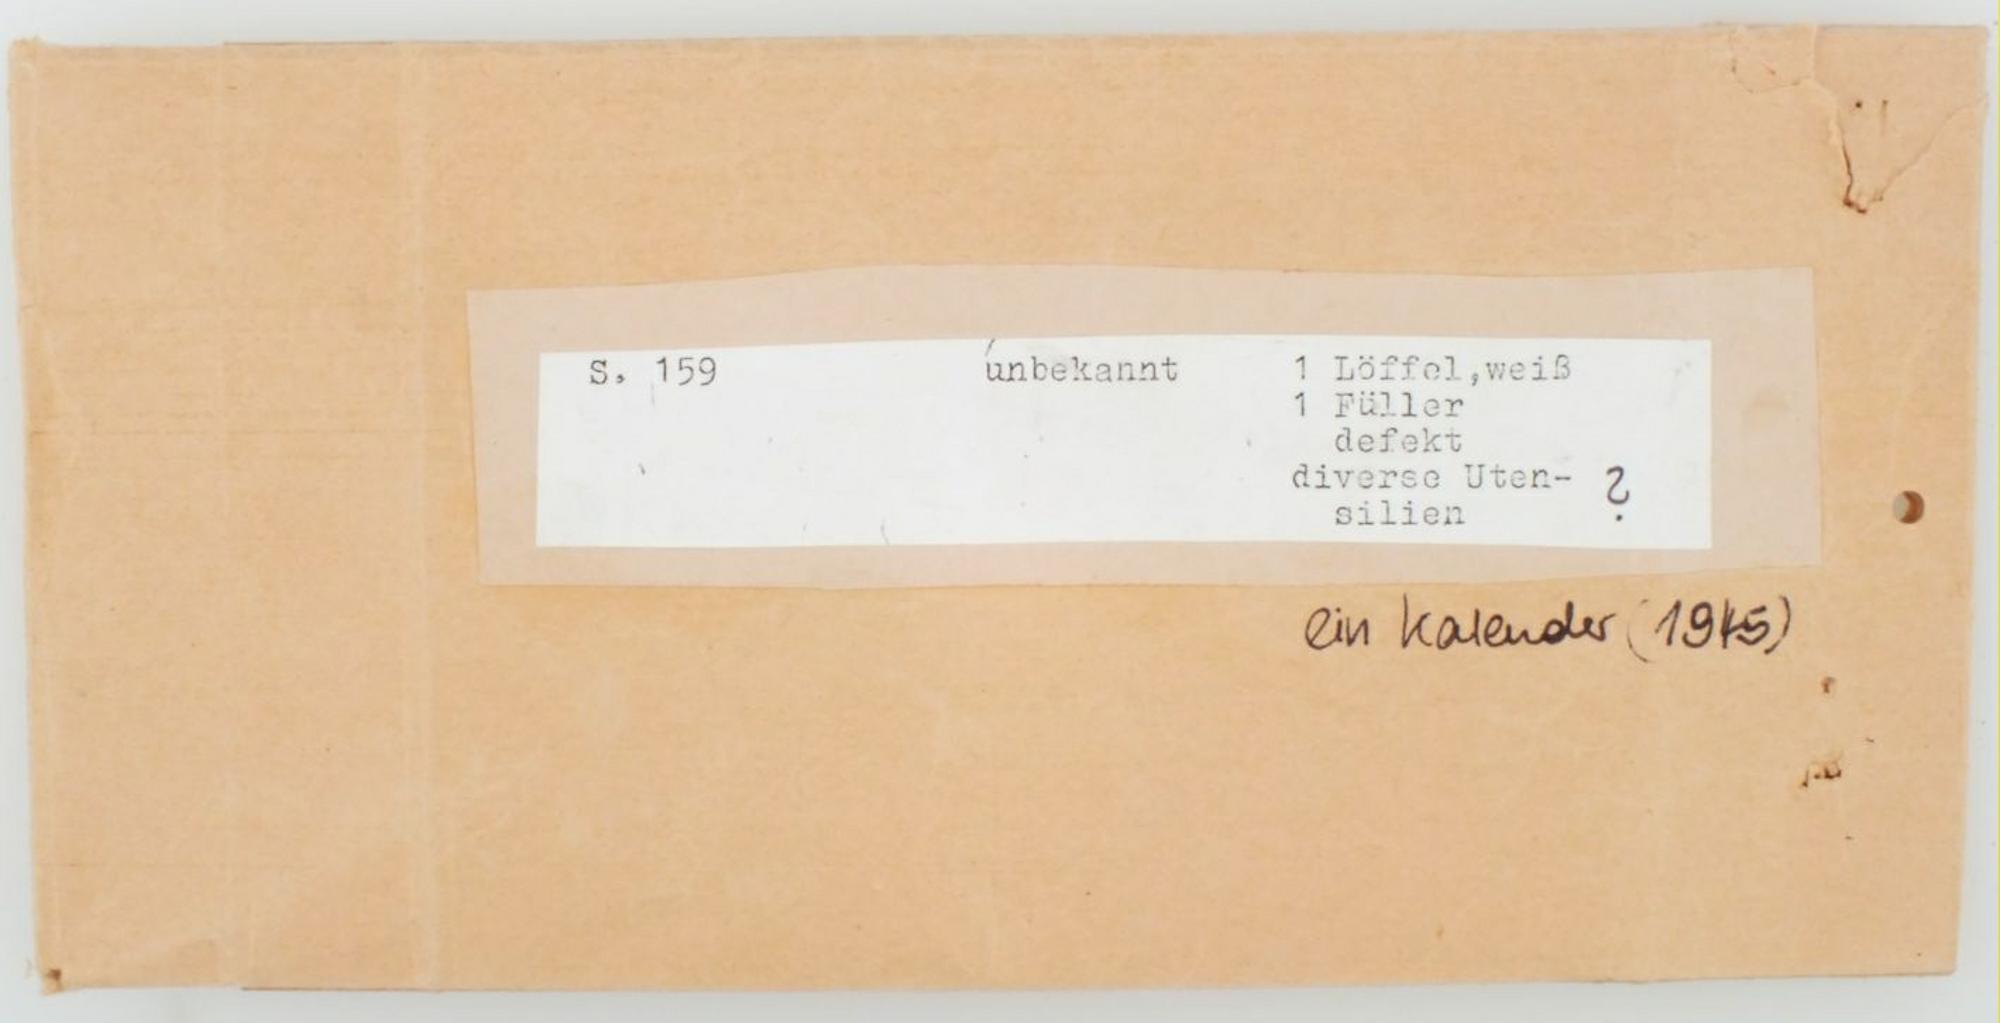 S. 159 unbekannt 1 Löffel,weiß
1 Füller
defekt
diverse Uten-
silien ?
ein Kalender (1945)